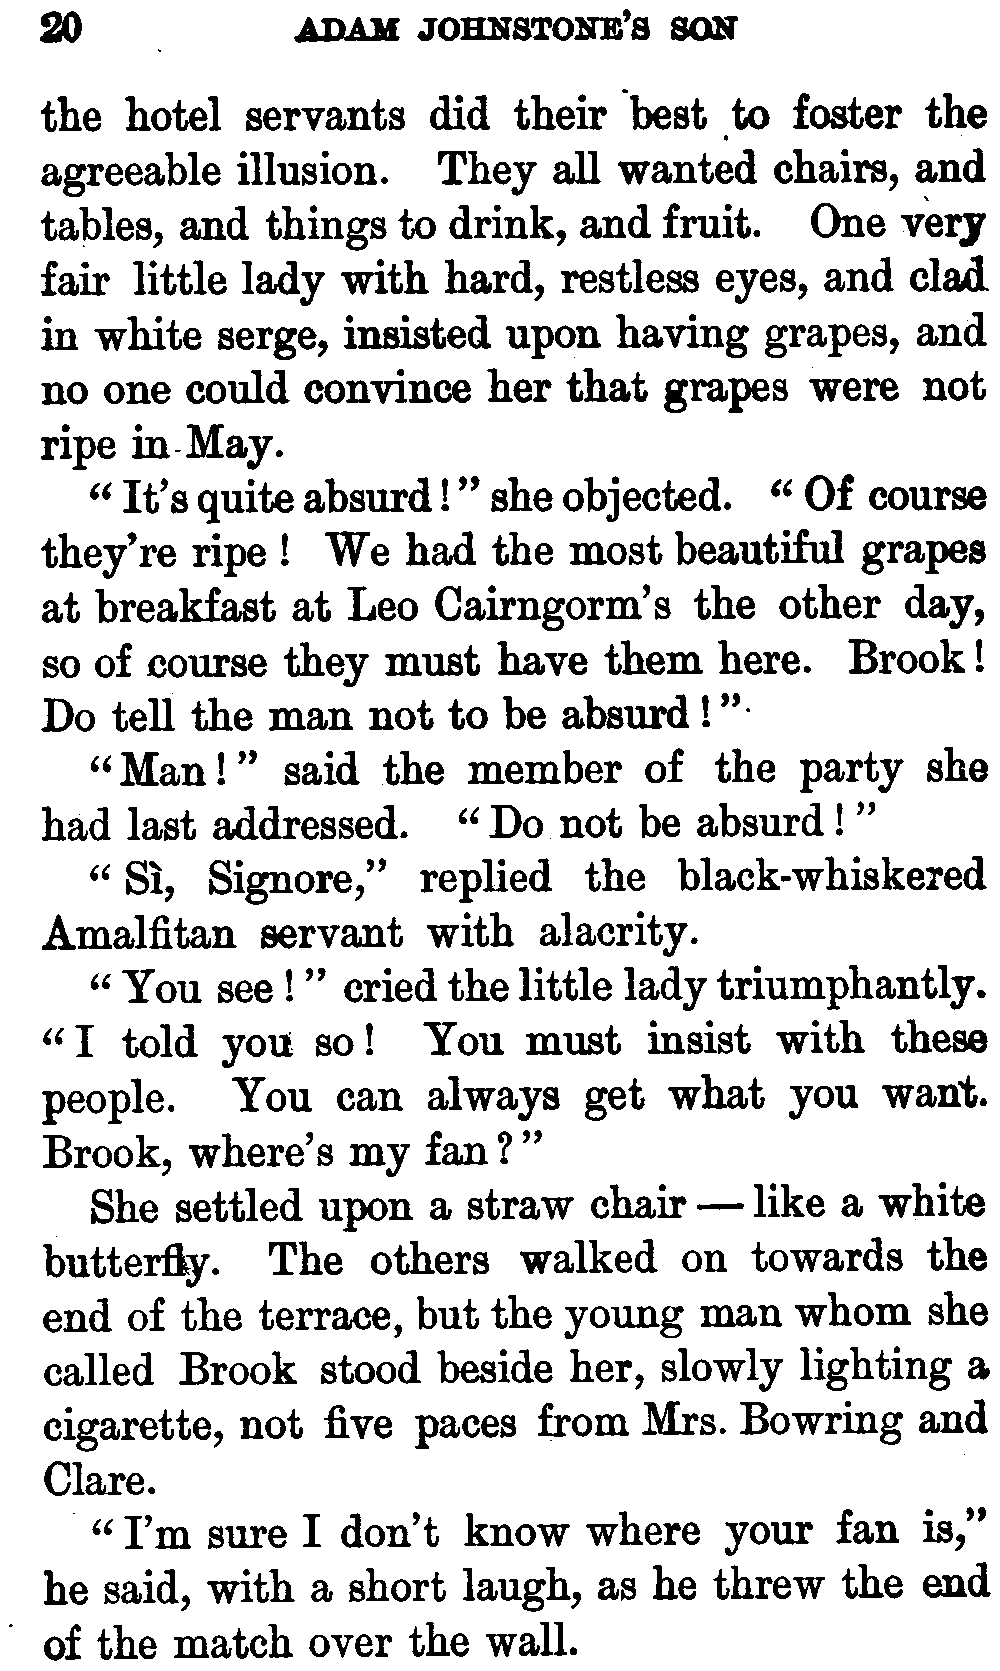 20 ADAM JOHNSTONE'S SON
the hotel servants did their best to foster the
agreeable illusion. They all wanted chairs, and
tables, and things to drink, and fruit. One very
fair little lady with hard, restless eyes, and clad
in white serge, insisted upon having grapes, and
no one could convince her that grapes were not
ripe in May.
“ It's quite absurd ! ” she objected. “ Of course
they're ripe ! We had the most beautiful grapes
at breakfast at Leo Cairngorm's the other day,
so of course they must have them here. Brook !
Do tell the man not to be absurd ! ”
“ Man ! ” said the member of the party she
had last addressed. “ Do not be absurd ! ”
“ Sì, Signore,” replied the black-whiskered
Amalfitan servant with alacrity.
“ You see ! ” cried the little lady triumphantly.
“ I told you so ! You must insist with these
people. You can always get what you want.
Brook, where's my fan ? ”
She settled upon a straw chair — like a white
butterfly. The others walked on towards the
end of the terrace, but the young man whom she
called Brook stood beside her, slowly lighting a
cigarette, not five paces from Mrs. Bowring and
Clare.
“ I'm sure I don't know where your fan is,”
he said, with a short laugh, as he threw the end
of the match over the wall.